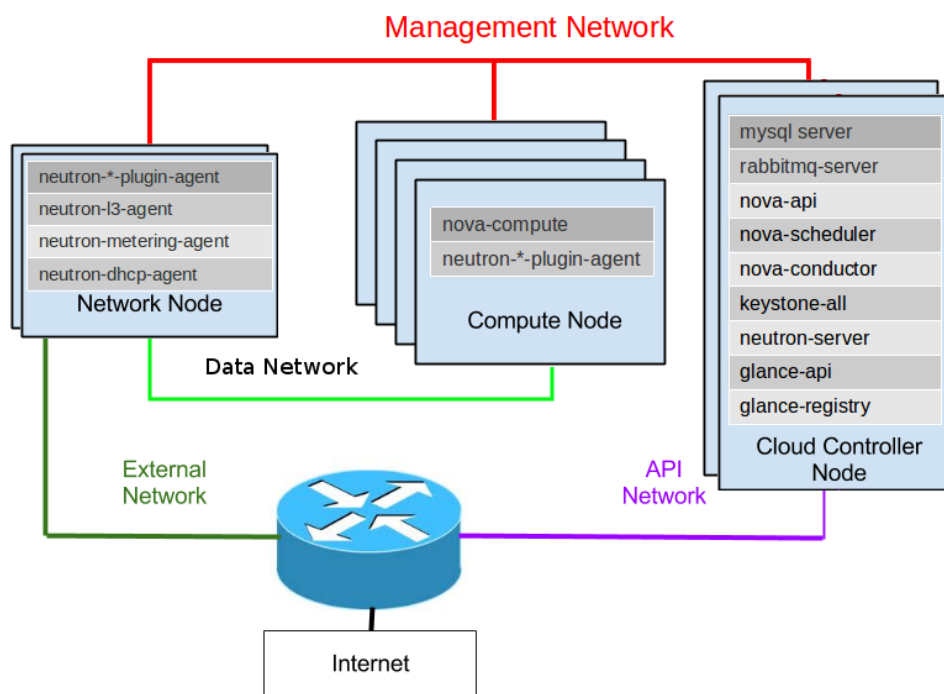 Management Network
neutron-*-plugin-agent
neutron-l3-agent
neutron-metering-agent
neutron-dhcp-agent
Network Node
nova-compute
neutron-*-plugin-agent
Compute Node
mysql server
rabbitmq-server
nova-api
nova-scheduler
nova-conductor
keystone-all
neutron-server
glance-api
glance-registry
Cloud Controller
Node
Data Network
External
Network
API
Network
Internet